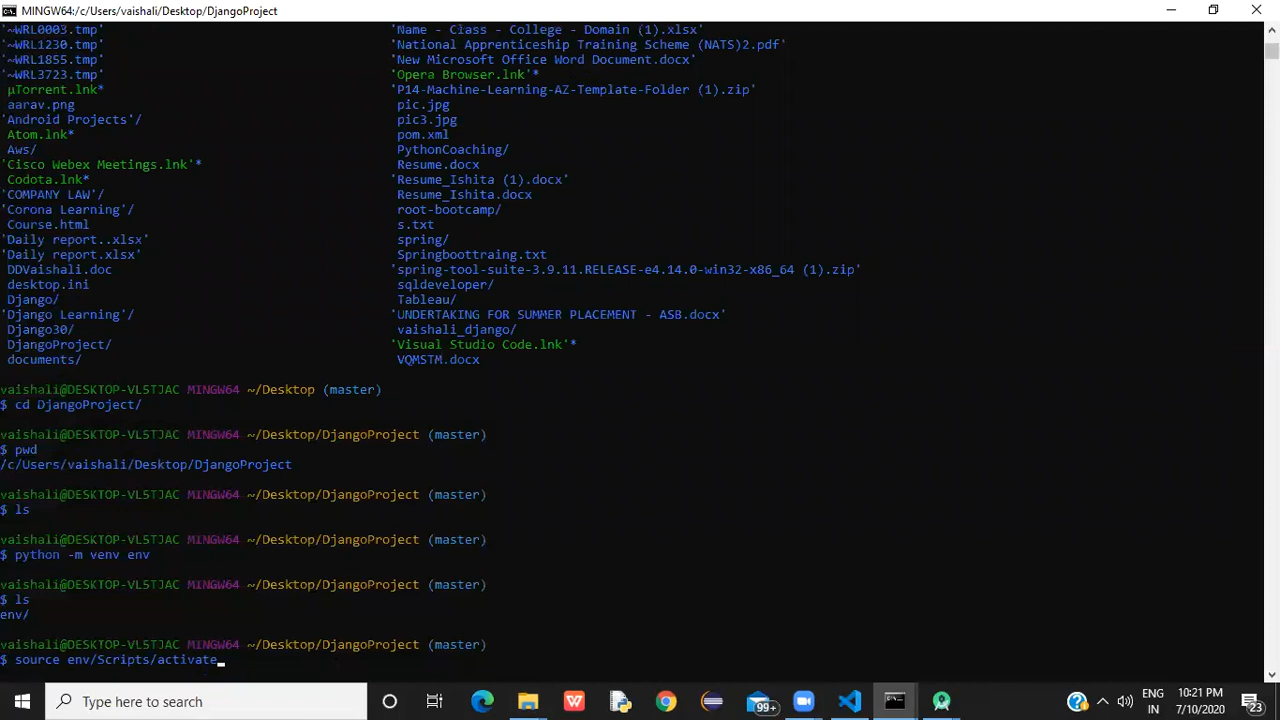 MINGW64:/c/Users/vaishali/Desktop/DjangoProject
'~WRL0003.tmp' 'Name - Class - College - Domain (1).xlsx'
'~WRL1230.tmp' 'National Apprenticeship Training Scheme (NATS)2.pdf'
'~WRL1855.tmp' 'New Microsoft Office Word Document.docx'
'~WRL3723.tmp' 'Opera Browser.lnk'*
µTorrent.lnk* 'P14-Machine-Learning-AZ-Template-Folder (1).zip'
aarav.png pic.jpg
'Android Projects'/ pic3.jpg
Atom.lnk* pom.xml
Aws/ PythonCoaching/
'Cisco Webex Meetings.lnk'* Resume.docx
Codota.lnk* 'Resume_Ishita (1).docx'
'COMPANY LAW'/ Resume_Ishita.docx
'Corona Learning'/ root-bootcamp/
Course.html s.txt
'Daily report..xlsx' spring/
'Daily report.xlsx' Springboottraing.txt
DDVaishali.doc 'spring-tool-suite-3.9.11.RELEASE-e4.14.0-win32-x86_64 (1).zip'
desktop.ini sqldeveloper/
Django/ Tableau/
'Django Learning'/ 'UNDERTAKING FOR SUMMER PLACEMENT - ASB.docx'
Django30/ vaishali_django/
DjangoProject/ 'Visual Studio Code.lnk'*
documents/ VQMSTM.docx
vaishali@DESKTOP-VL5TJAC MINGW64 ~/Desktop (master)
$ cd DjangoProject/
vaishali@DESKTOP-VL5TJAC MINGW64 ~/Desktop/DjangoProject (master)
$ pwd
/c/Users/vaishali/Desktop/DjangoProject
vaishali@DESKTOP-VL5TJAC MINGW64 ~/Desktop/DjangoProject (master)
$ ls
vaishali@DESKTOP-VL5TJAC MINGW64 ~/Desktop/DjangoProject (master)
$ python -m venv env
vaishali@DESKTOP-VL5TJAC MINGW64 ~/Desktop/DjangoProject (master)
$ ls
env/
vaishali@DESKTOP-VL5TJAC MINGW64 ~/Desktop/DjangoProject (master)
$ source env/Scripts/activate
Type here to search
99+
ENG
IN
10:21 PM
7/10/2020
23